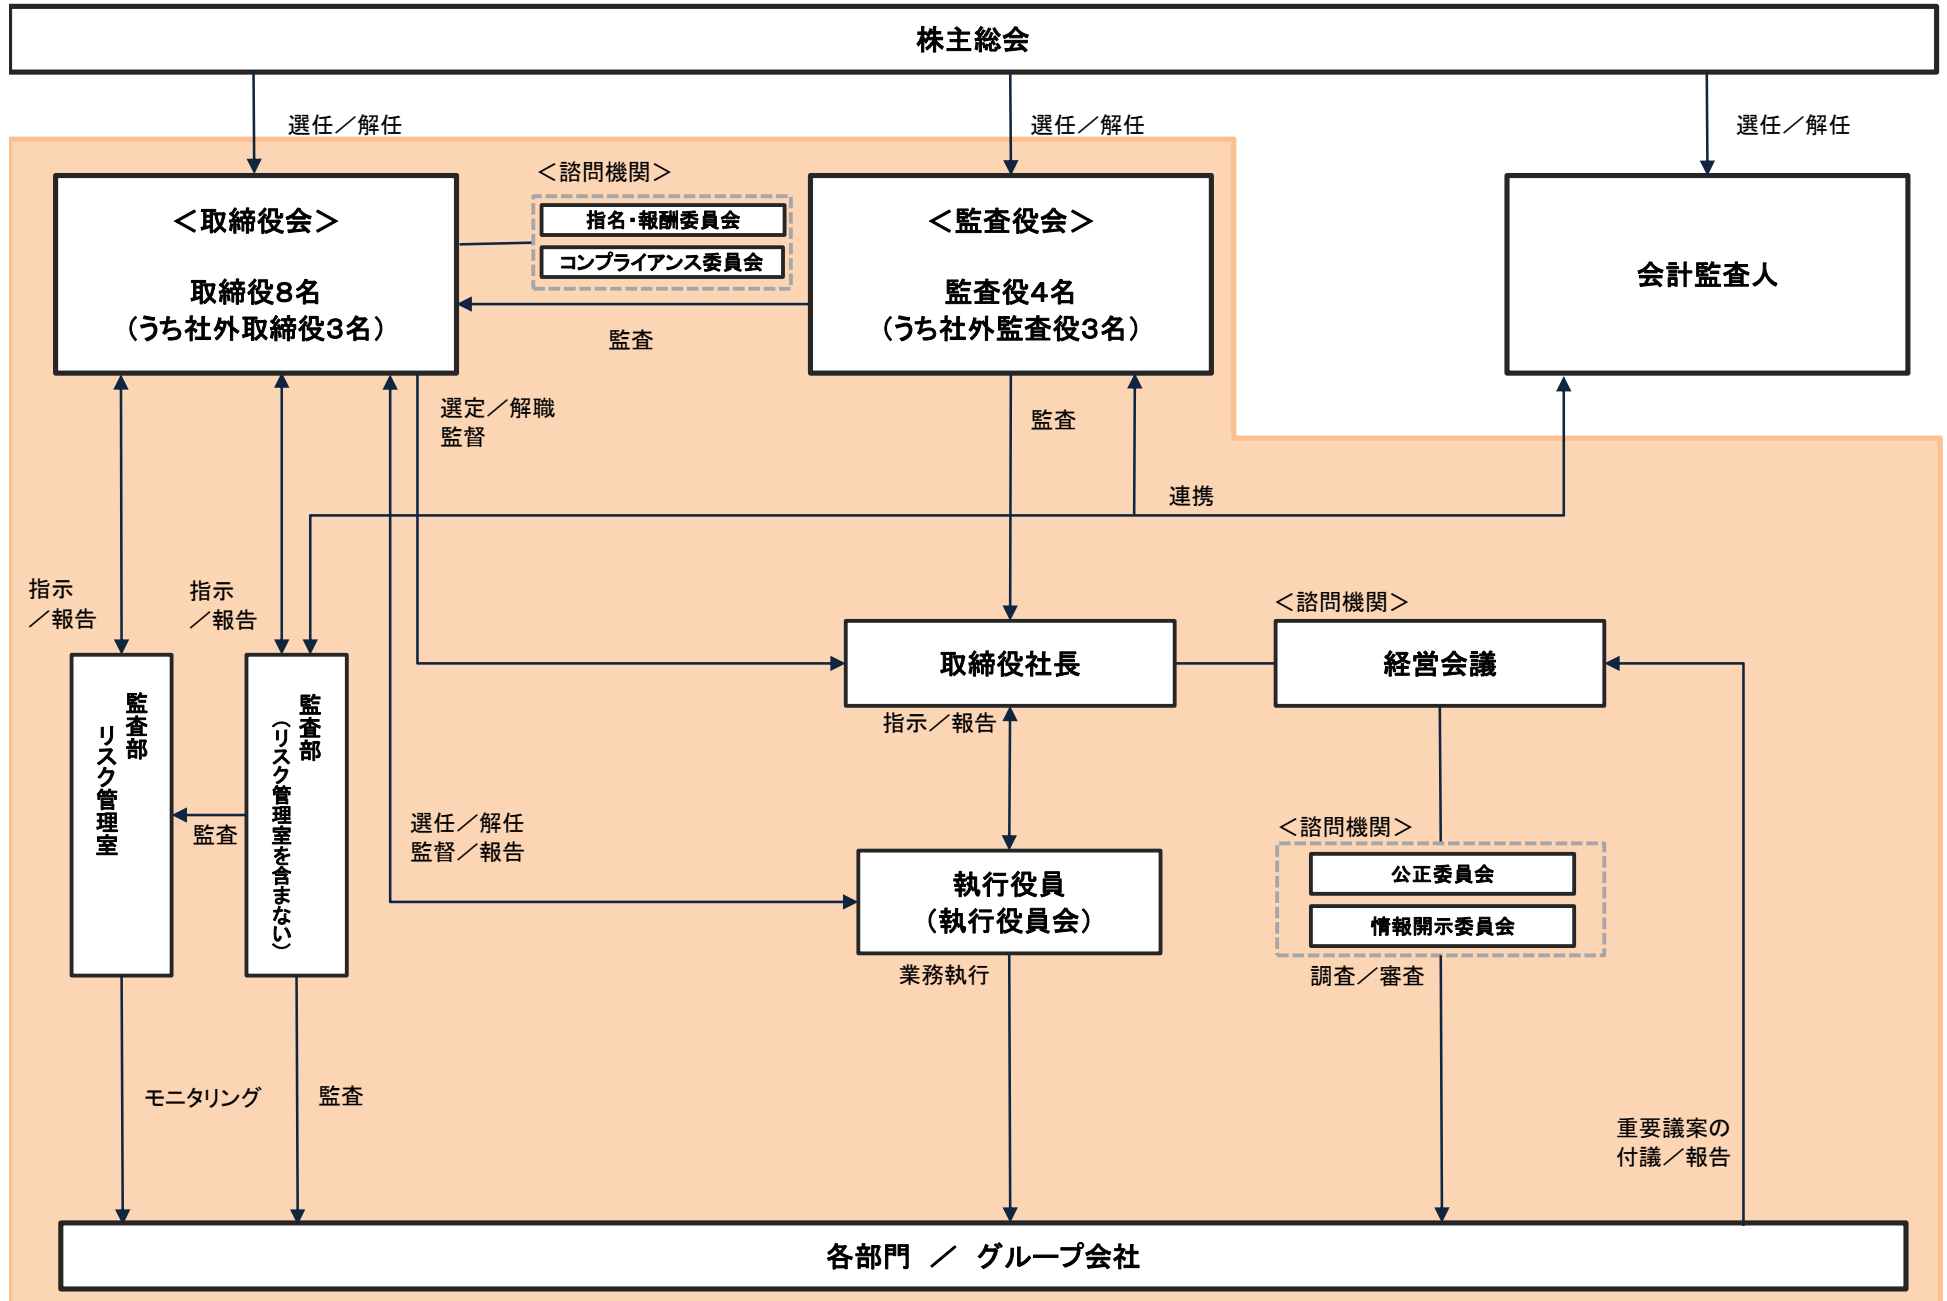 株主総会
選任／解任
選任／解任
選任／解任
＜取締役会＞
取締役8名
（うち社外取締役3名）
＜諮問機関＞
指名・報酬委員会
コンプライアンス委員会
＜監査役会＞
監査役4名
（うち社外監査役3名）
会計監査人
監査
選定／解職
監督
監査
連携
指示
／報告
指示
／報告
＜諮問機関＞
取締役社長
経営会議
指示／報告
監査部
リスク管理室
監査部
（リスク管理室を含まない）
監査
選任／解任
監督／報告
＜諮問機関＞
執行役員
（執行役員会）
公正委員会
情報開示委員会
業務執行
調査／審査
モニタリング
監査
重要議案の
付議／報告
各部門　／　グループ会社